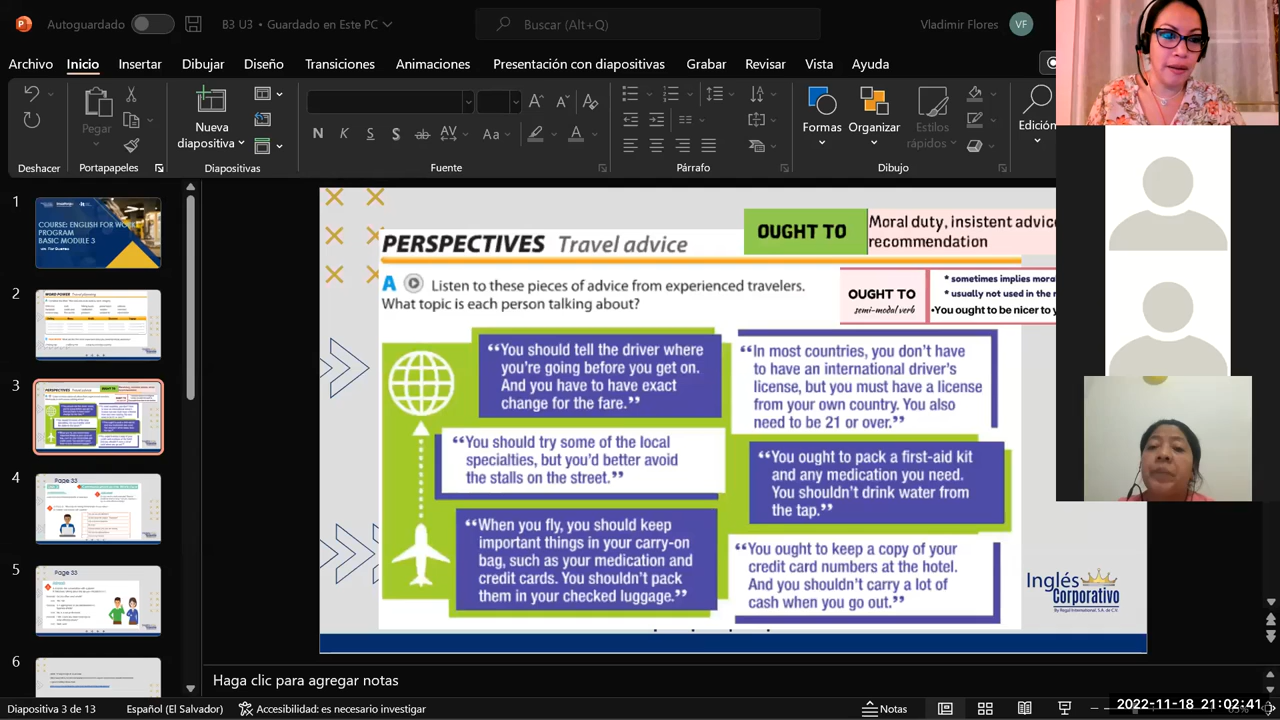 Autoguardado
B3 U3 • Guardado en Este PC
Buscar (Alt+Q)
Vladimir Flores
VF
Archivo
Inicio
Insertar
Dibujar
Diseño
Transiciones
Animaciones
Presentación con diapositivas
Grabar
Revisar
Vista
Ayuda
Pegar
Nueva
diapositiva
N K S S ab AV Aa A
Formas
Organizar
Estilos
rápidos
Edición
Deshacer
Portapapeles
Diapositivas
Fuente
Párrafo
Dibujo
1
COURSE: ENGLISH FOR WORK
PROGRAM
BASIC MODULE 3
2
3
4
Page 33
5
Page 33
6
OUGHT TO
Moral duty, insistent advice
recommendation
PERSPECTIVES Travel advice
A Listen to these pieces of advice from experienced travelers.
What topic is each person talking about?
OUGHT TO
semi-modal verb
* sometimes implies mora
* usually not used in the n
•You ought to be nicer to y
“You should tell the driver where
you’re going before you get on.
And you have to have exact
change for the fare.”
“In most countries, you don’t have
to have an international driver’s
license, but you must have a license
from your own country. You also
need to be 21 or over.”
“You should try some of the local
specialties, but you’d better avoid
the stalls on the street.”
“You ought to pack a first-aid kit
and any medication you need.
You shouldn’t drink water from
the tap.”
“When you fly, you should keep
important things in your carry-on
bag, such as your medication and
credit cards. You shouldn’t pack
them in your checked luggage.”
“You ought to keep a copy of your
credit card numbers at the hotel.
And you shouldn’t carry a lot of
cash when you go out.”
Inglés
Corporativo
By Regal International, S.A. de C.V.
clic para agregar notas
Diapositiva 3 de 13
Español (El Salvador)
Accesibilidad: es necesario investigar
Notas
2022-11-18 21:02:41